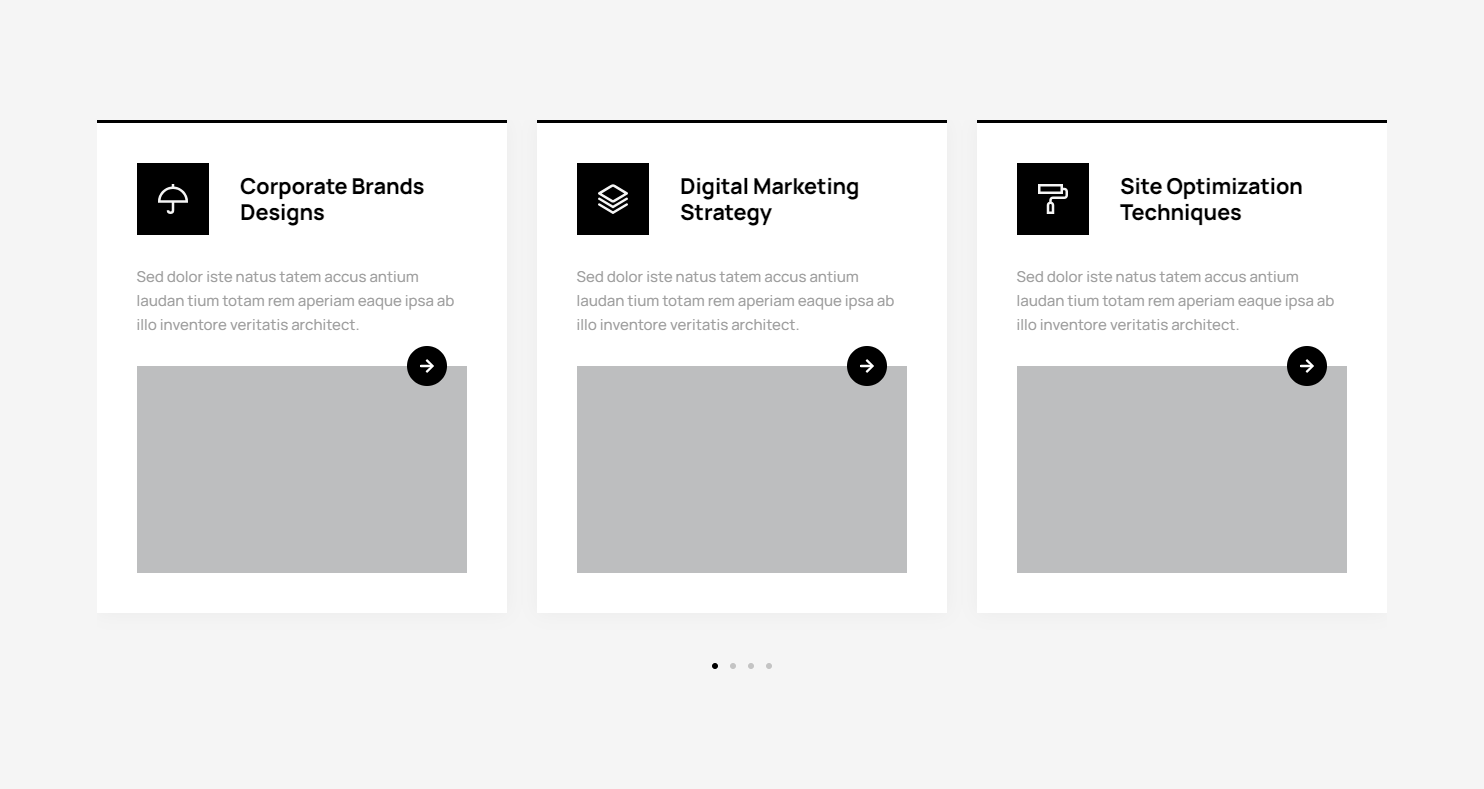 Corporate Brands
Designs
Sed dolor iste natus tatem accus antium
laudan tium totam rem aperiam eaque ipsa ab
illo inventore veritatis architect.
Digital Marketing
Strategy
Sed dolor iste natus tatem accus antium
laudan tium totam rem aperiam eaque ipsa ab
illo inventore veritatis architect.
Site Optimization
Techniques
Sed dolor iste natus tatem accus antium
laudan tium totam rem aperiam eaque ipsa ab
illo inventore veritatis architect.